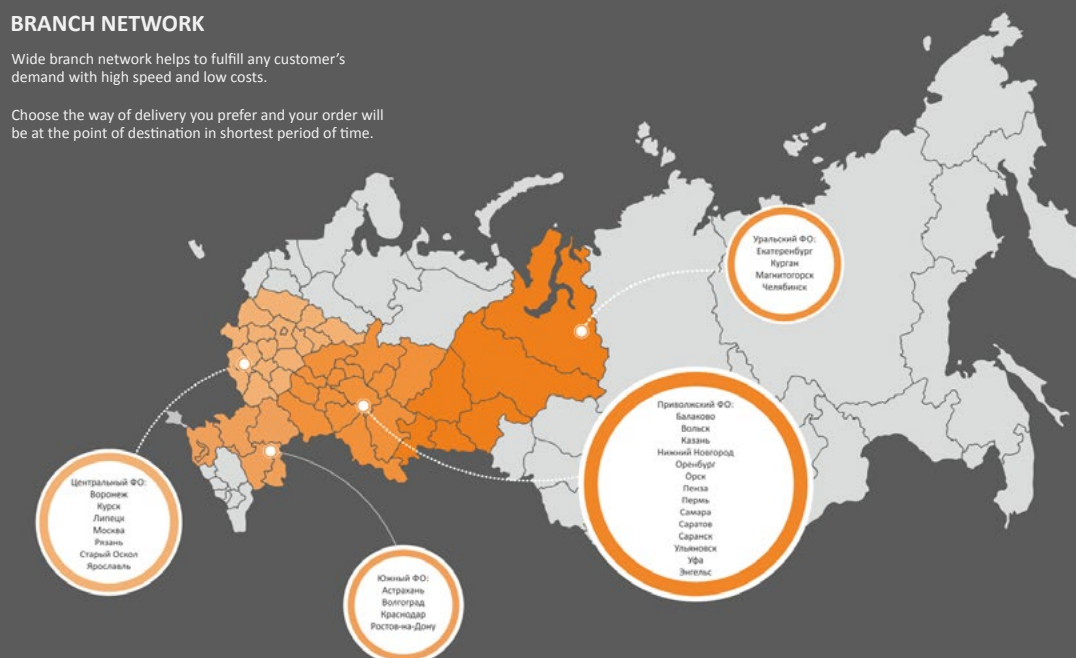 BRANCH NETWORK
Wide branch network helps to fulfill any customer's
demand with high speed and low costs.
Choose the way of delivery you prefer and your order will
be at the point of destination in shortest period of time.
Уральский ФО:
Екатеренбург
Курган
Магнитогорск
Челябинск
Приволжский ФО:
Балаково
Вольск
Казань
Нижний Новгород
Оренбург
Орск
Пенза
Пермь
Самара
Саратов
Саранск
Ульяновск
Уфа
Энгельс
Центральный ФО:
Воронеж
Курск
Липецк
Москва
Рязань
Старый Оскол
Ярославль
Южный ФО:
Астрахань
Волгоград
Краснодар
Ростов-на-Дону